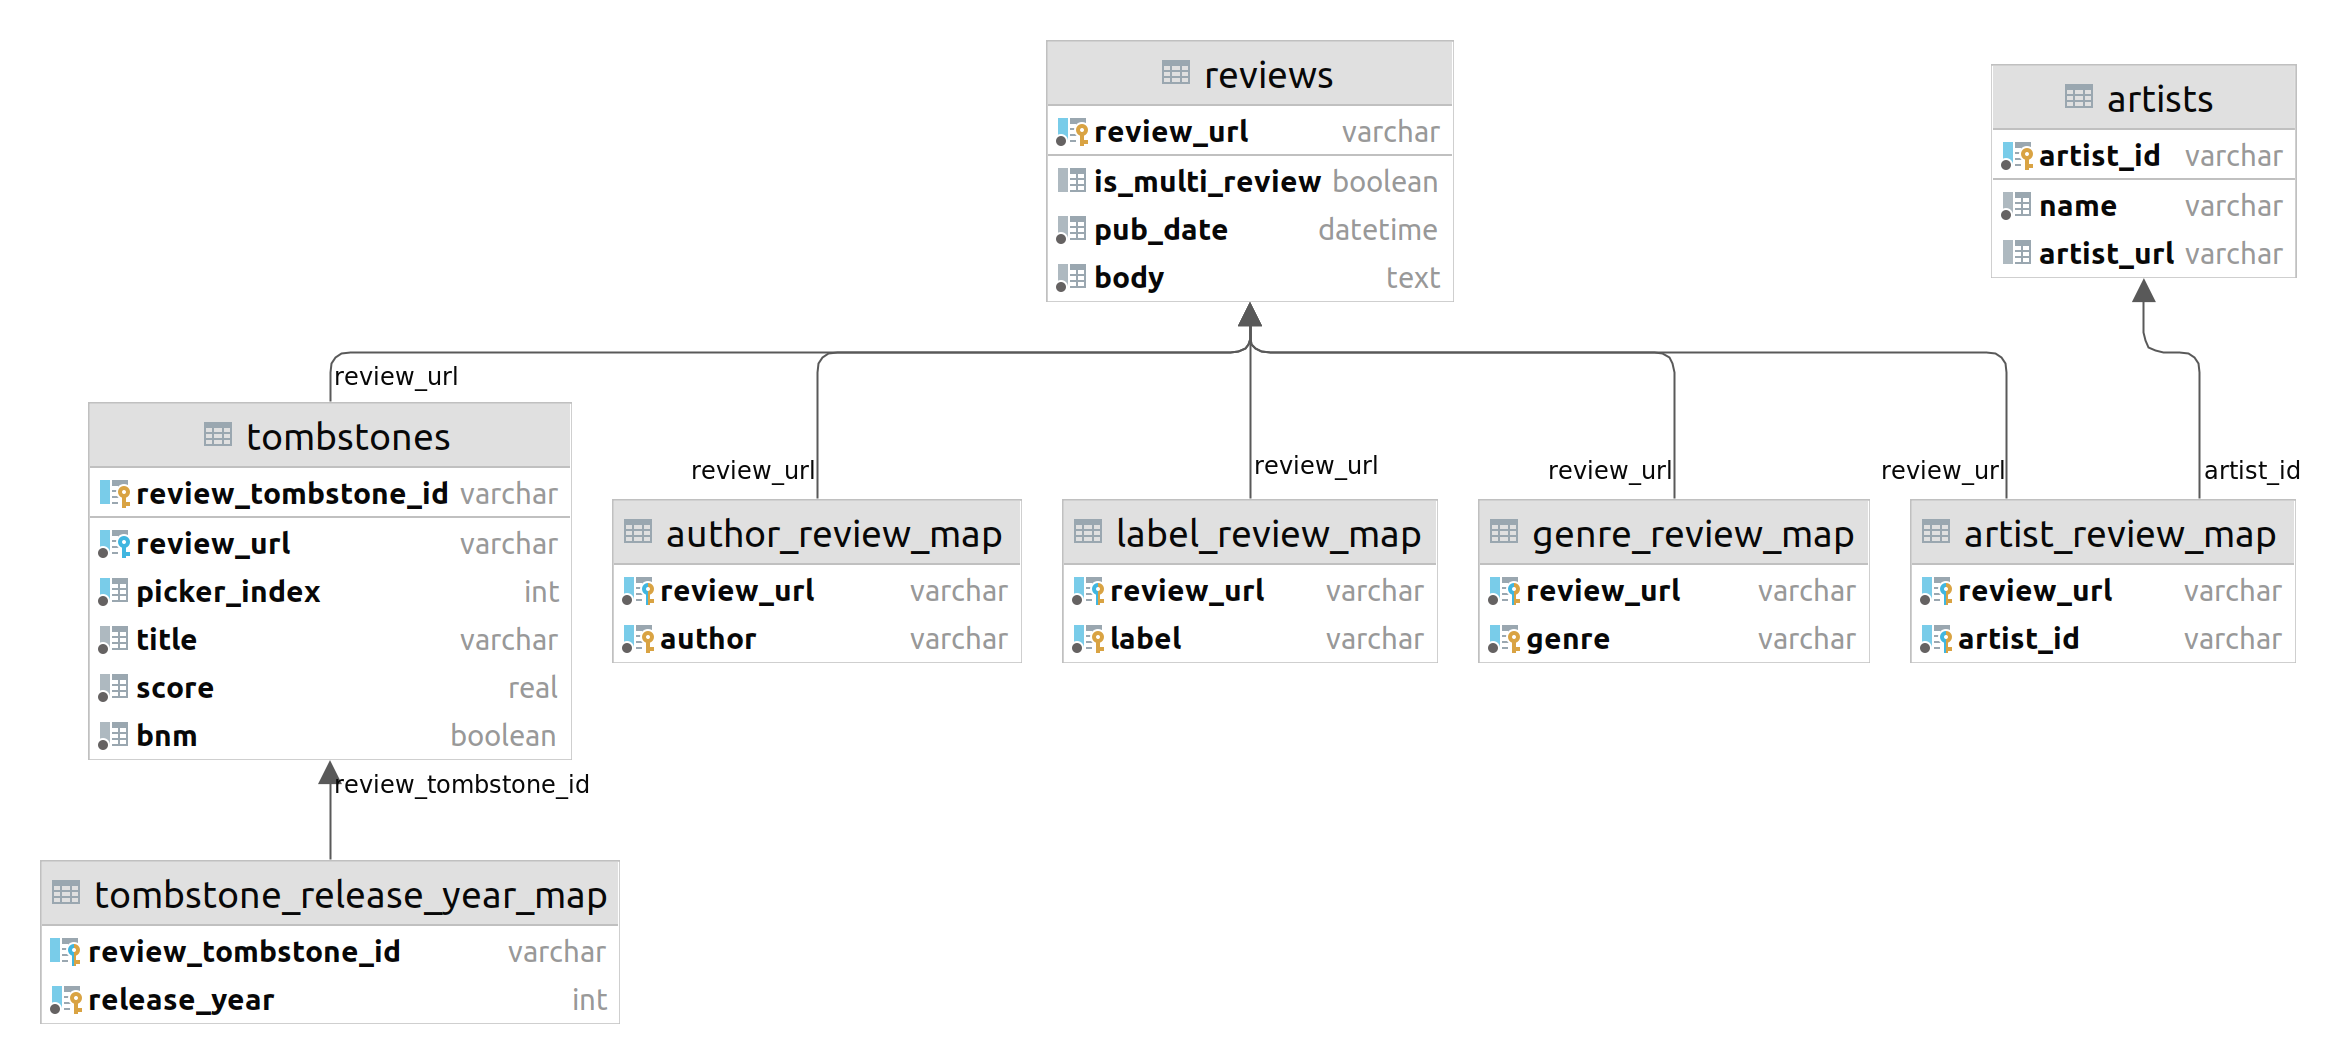 reviews
review_url varchar
is_multi_review boolean
pub_date datetime
body text
artists
artist_id varchar
name varchar
artist_url varchar
review_url
review_url
review_url
review_url
review_url
artist_id
tombstones
review_tombstone_id varchar
review_url varchar
picker_index int
title varchar
score real
bnm boolean
author_review_map
review_url varchar
author varchar
label_review_map
review_url varchar
label varchar
genre_review_map
review_url varchar
genre varchar
artist_review_map
review_url varchar
artist_id varchar
review_tombstone_id
tombstone_release_year_map
review_tombstone_id varchar
release_year int